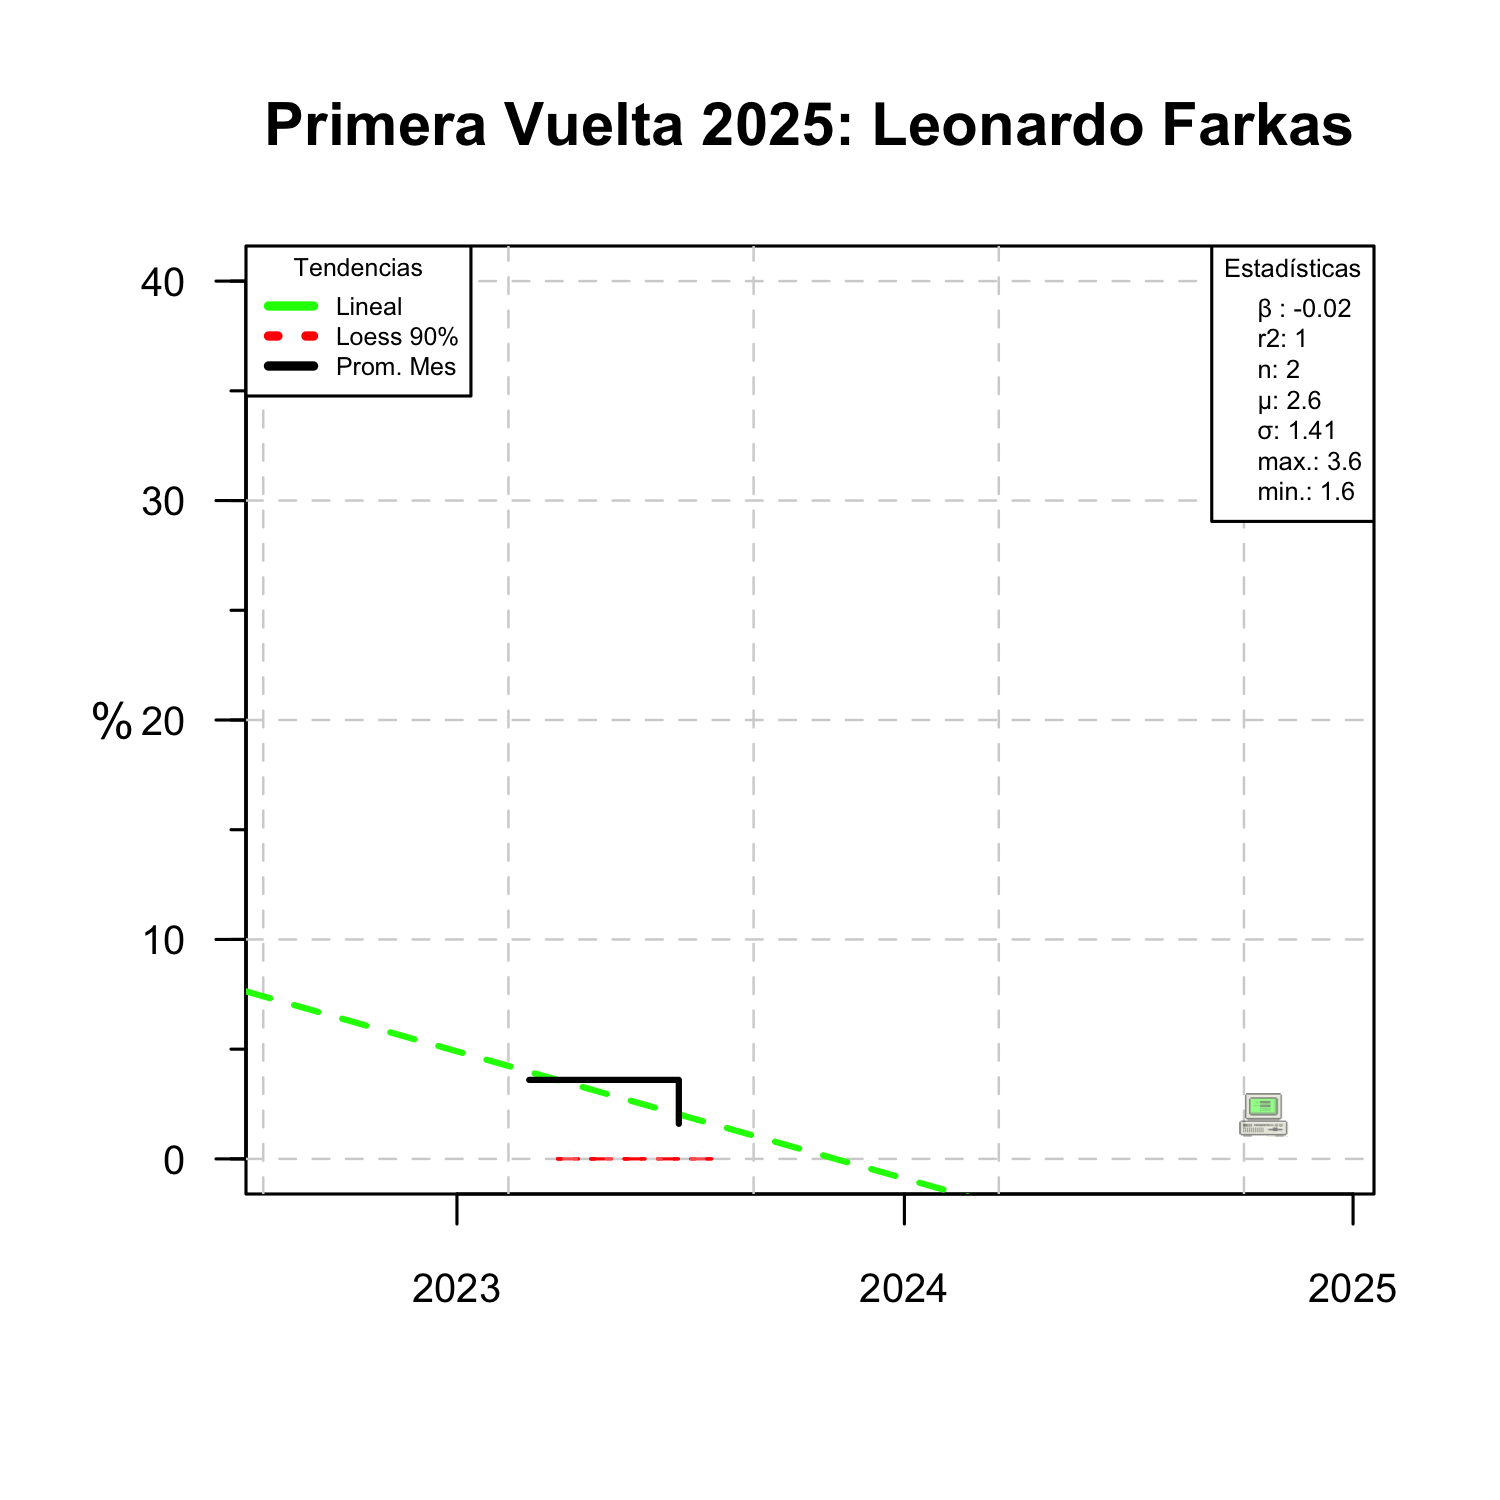 Primera Vuelta 2025: Leonardo Farkas
Tendencias
Lineal
Loess 90%
Prom. Mes
Estadísticas
β : -0.02
r2: 1
n: 2
μ: 2.6
σ: 1.41
max.: 3.6
min.: 1.6
40
30
% 20
10
0
2023 2024 2025